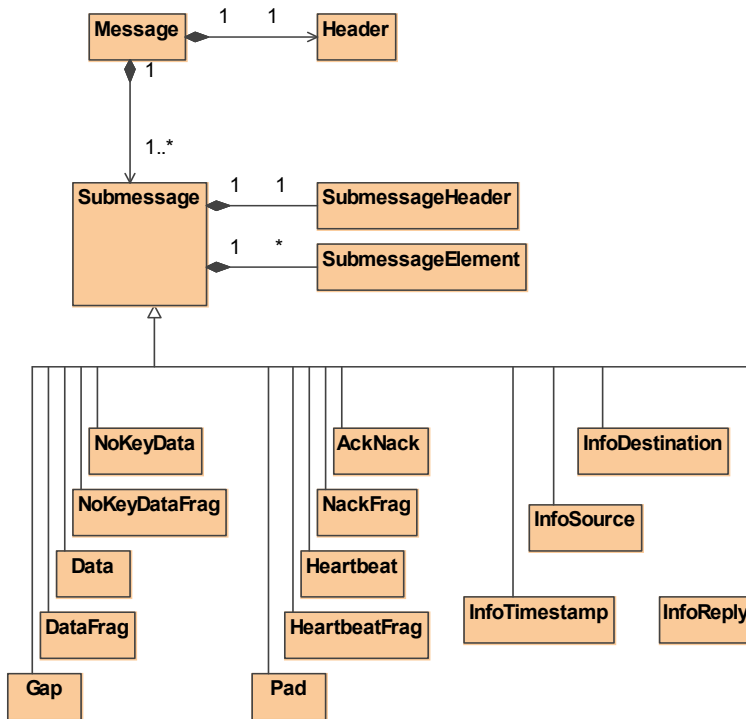 Message
1 1
Header
1
1..*
Submessage
1 1
SubmessageHeader
1 *
SubmessageElement
NoKeyData
AckNack
InfoDestination
NoKeyDataFrag
NackFrag
InfoSource
Data
Heartbeat
InfoTimestamp
InfoReply
DataFrag
HeartbeatFrag
Gap
Pad